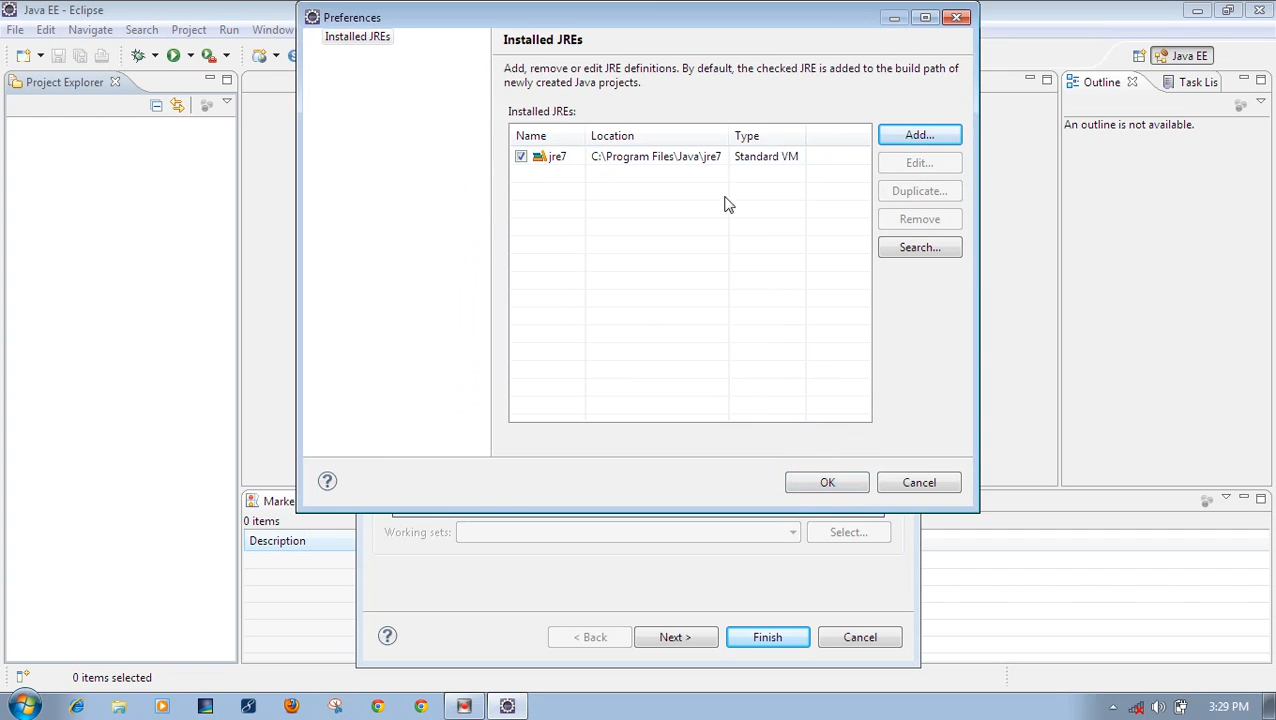 Java EE - Eclipse
File Edit Navigate Search Project Run Window
Project Explorer
Java EE
Outline
Task Lis
An outline is not available.
Preferences
Installed JREs
Installed JREs
Add, remove or edit JRE definitions. By default, the checked JRE is added to the build path of
newly created Java projects.
Installed JREs:
Name Location Type
jre7 C:\Program Files\Java\jre7 Standard VM
Add...
Edit...
Duplicate...
Remove
Search...
OK Cancel
Marke
0 items
Description
Working sets: Select...
< Back Next > Finish Cancel
0 items selected
3:29 PM